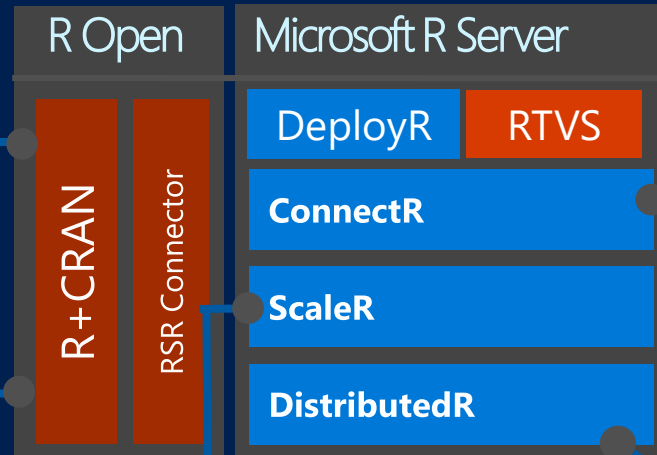 R Open
Microsoft R Server
R+CRAN
RSR Connector
DeployR
RTVS
ConnectR
ScaleR
DistributedR